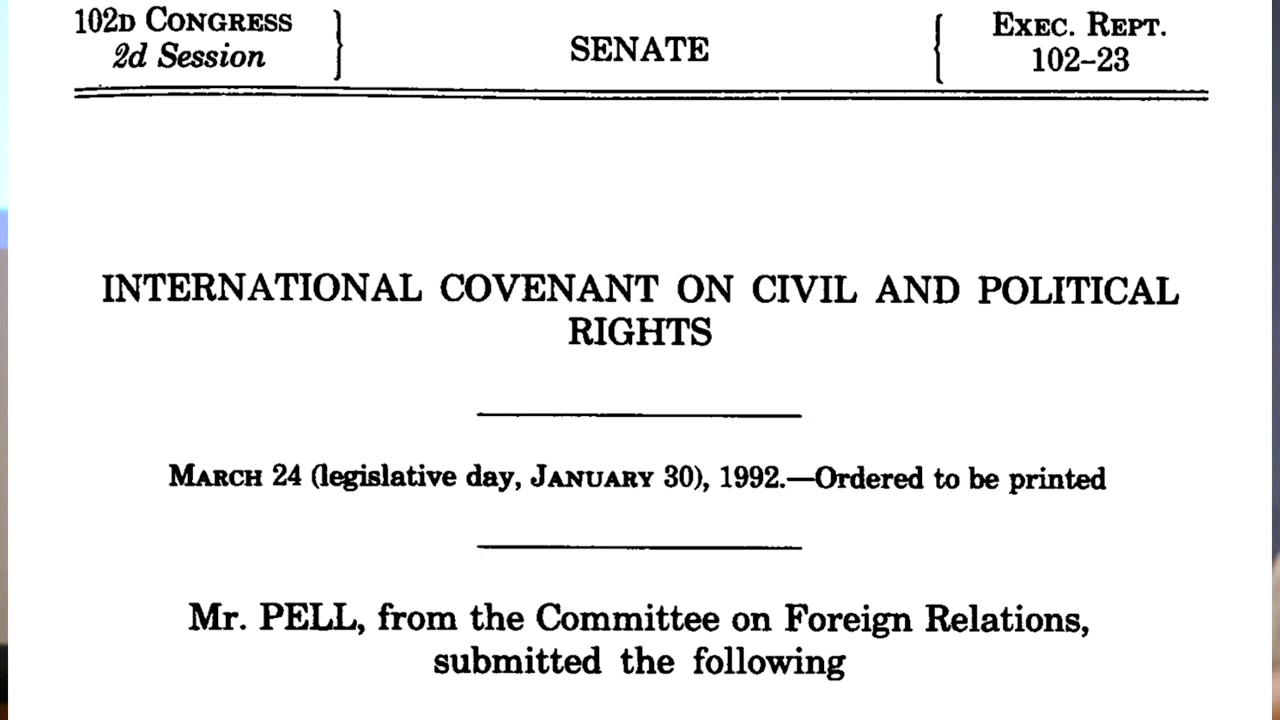 102D CONGRESS
2d Session
SENATE
EXEC. REPT.
102–23
INTERNATIONAL COVENANT ON CIVIL AND POLITICAL
RIGHTS
MARCH 24 (legislative day, JANUARY 30), 1992.—Ordered to be printed
Mr. PELL, from the Committee on Foreign Relations,
submitted the following